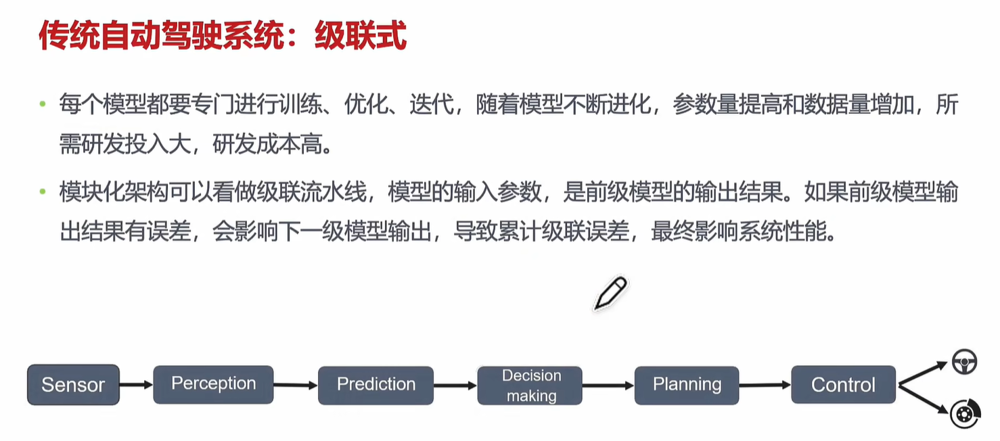 传统自动驾驶系统：级联式
每个模型都要专门进行训练、优化、迭代，随着模型不断进化，参数量提高和数据量增加，所
需研发投入大，研发成本高。
模块化架构可以看做级联流水线，模型的输入参数，是前级模型的输出结果。如果前级模型输
出结果有误差，会影响下一级模型输出，导致累计级联误差，最终影响系统性能。
Sensor
Perception
Prediction
Decision
making
Planning
Control